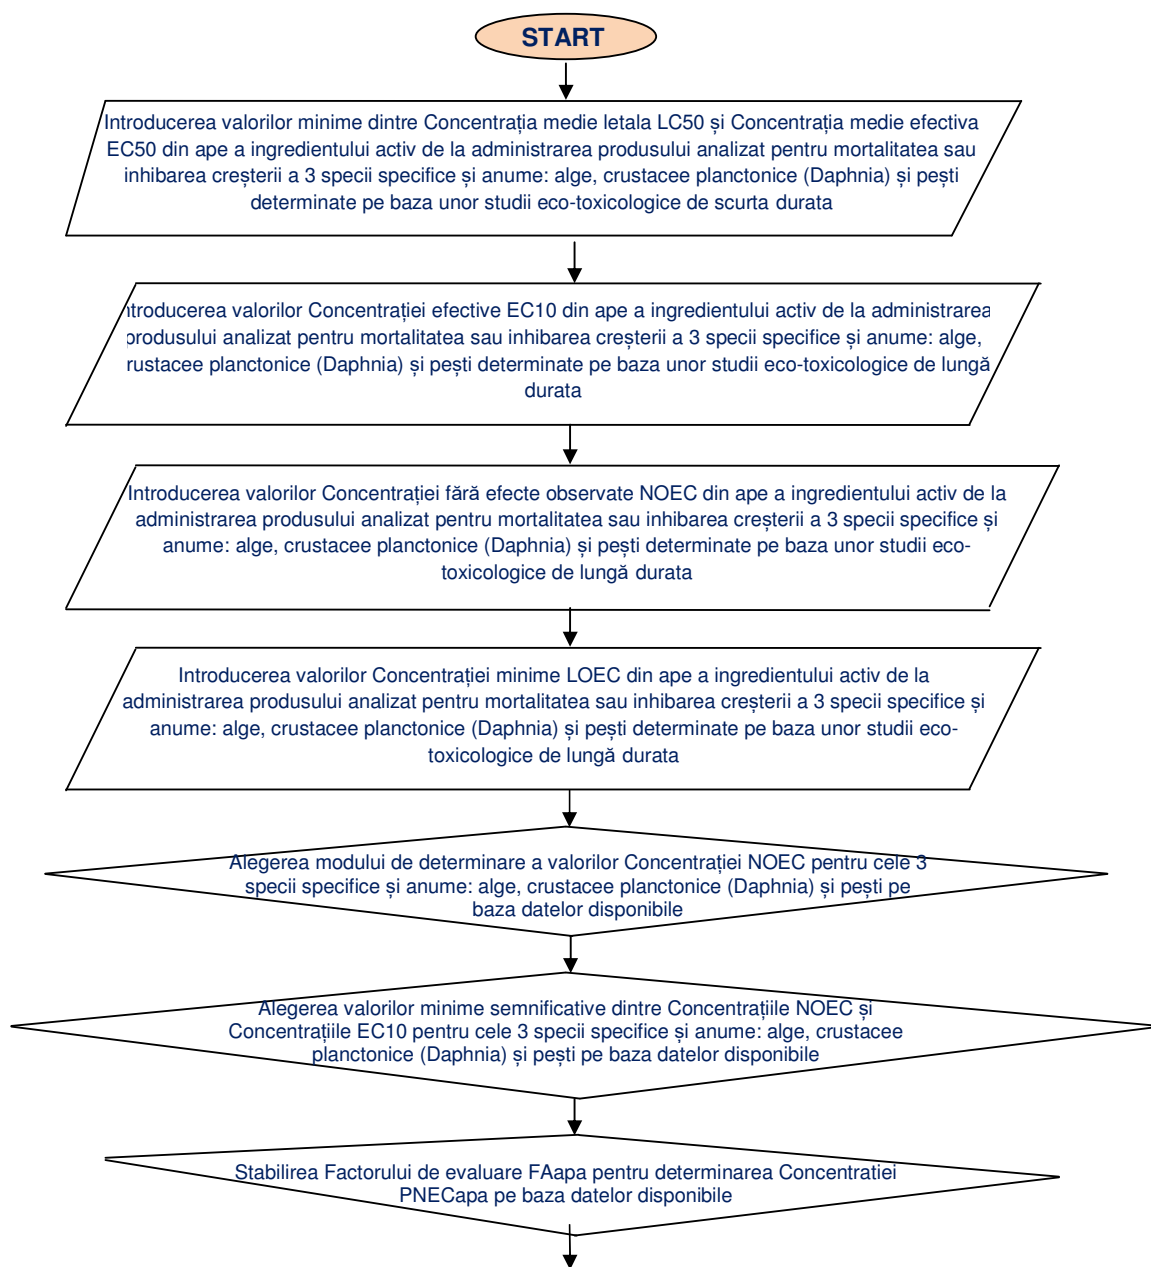 START
Introducerea valorilor minime dintre Concentrația medie letala LC50 și Concentrația medie efectiva
EC50 din ape a ingredientului activ de la administrarea produsului analizat pentru mortalitatea sau
inhibarea creșterii a 3 specii specifice și anume: alge, crustacee planctonice (Daphnia) și pești
determinate pe baza unor studii eco-toxicologice de scurta durata
ntroducerea valorilor Concentrației efective EC10 din ape a ingredientului activ de la administrarea
produsului analizat pentru mortalitatea sau inhibarea creșterii a 3 specii specifice și anume: alge,
rustacee planctonice (Daphnia) și pești determinate pe baza unor studii eco-toxicologice de lungă
durata
Introducerea valorilor Concentrației fără efecte observate NOEC din ape a ingredientului activ de la
administrarea produsului analizat pentru mortalitatea sau inhibarea creșterii a 3 specii specifice și
anume: alge, crustacee planctonice (Daphnia) și pești determinate pe baza unor studii eco-
toxicologice de lungă durata
Introducerea valorilor Concentrației minime LOEC din ape a ingredientului activ de la
administrarea produsului analizat pentru mortalitatea sau inhibarea creșterii a 3 specii specifice și
anume: alge, crustacee planctonice (Daphnia) și pești determinate pe baza unor studii eco-
toxicologice de lungă durata
Alegerea modului de determinare a valorilor Concentrației NOEC pentru cele 3
specii specifice și anume: alge, crustacee planctonice (Daphnia) și pești pe
baza datelor disponibile
Alegerea valorilor minime semnificative dintre Concentrațiile NOEC și
Concentrațiile EC10 pentru cele 3 specii specifice și anume: alge, crustacee
planctonice (Daphnia) și pești pe baza datelor disponibile
Stabilirea Factorului de evaluare FAapa pentru determinarea Concentratiei
PNECapa pe baza datelor disponibile